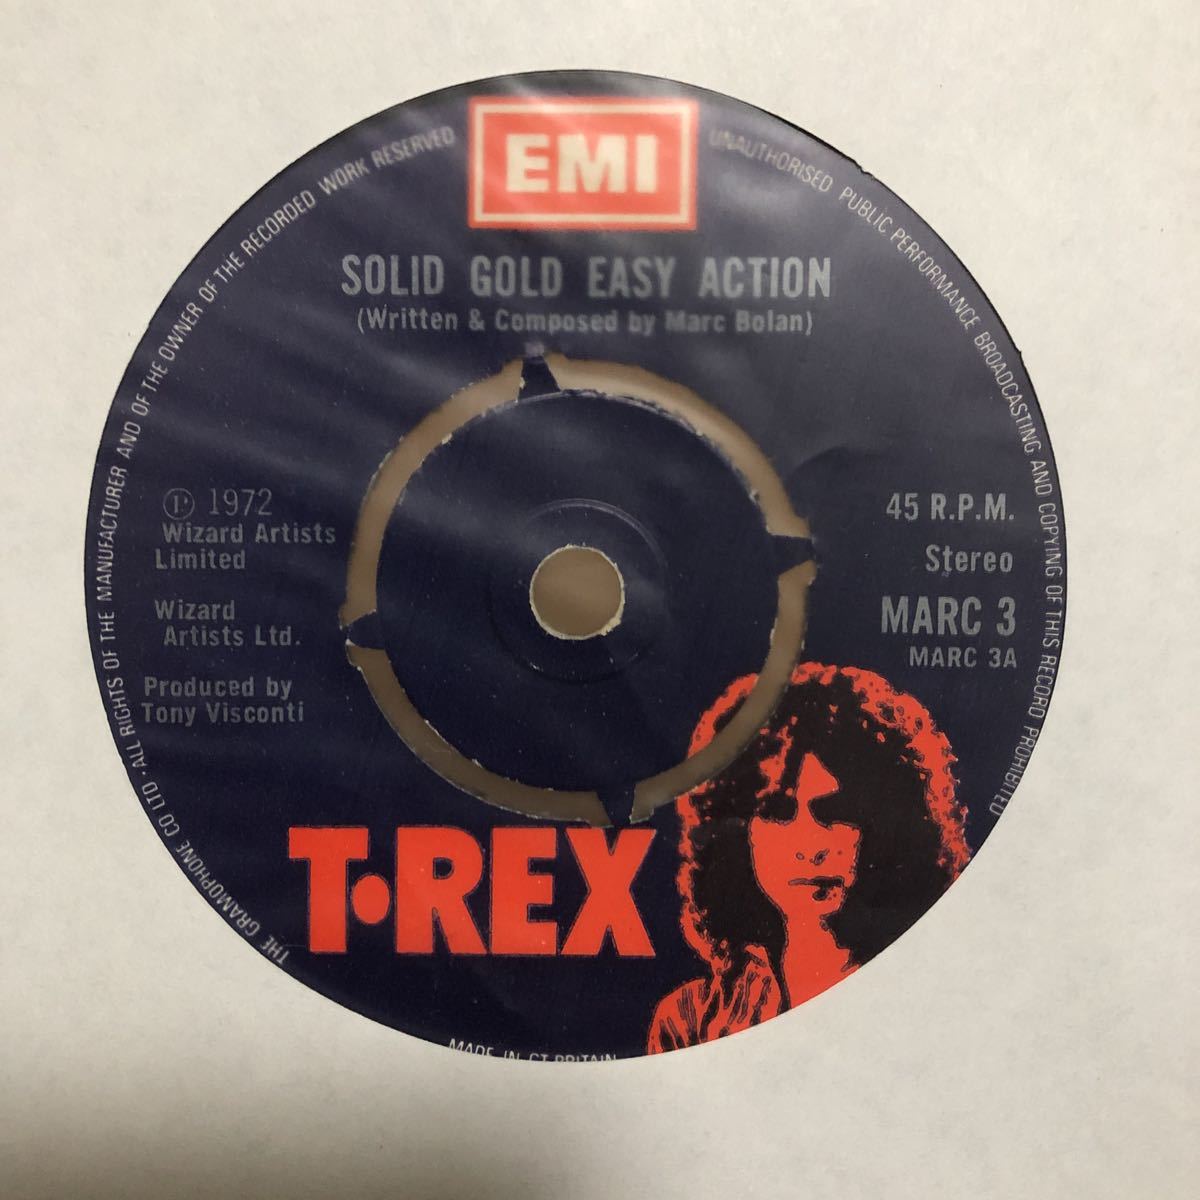 EMI
SOLID GOLD EASY ACTION
(Written & Composed by Marc Bolan)
℗ 1972
Wizard Artists
Limited
Wizard
Artists Ltd.
Produced by
Tony Visconti
45 R.P.M.
Stereo
MARC 3
MARC 3A
T•REX
THE GRAMOPHONE CO LTD · ALL RIGHTS OF THE MANUFACTURER AND OF THE OWNER OF THE RECORDED WORK RESERVED
UNAUTHORISED PUBLIC PERFORMANCE BROADCASTING AND COPYING OF THIS RECORD PROHIBITED
MADE IN GT BRITAIN